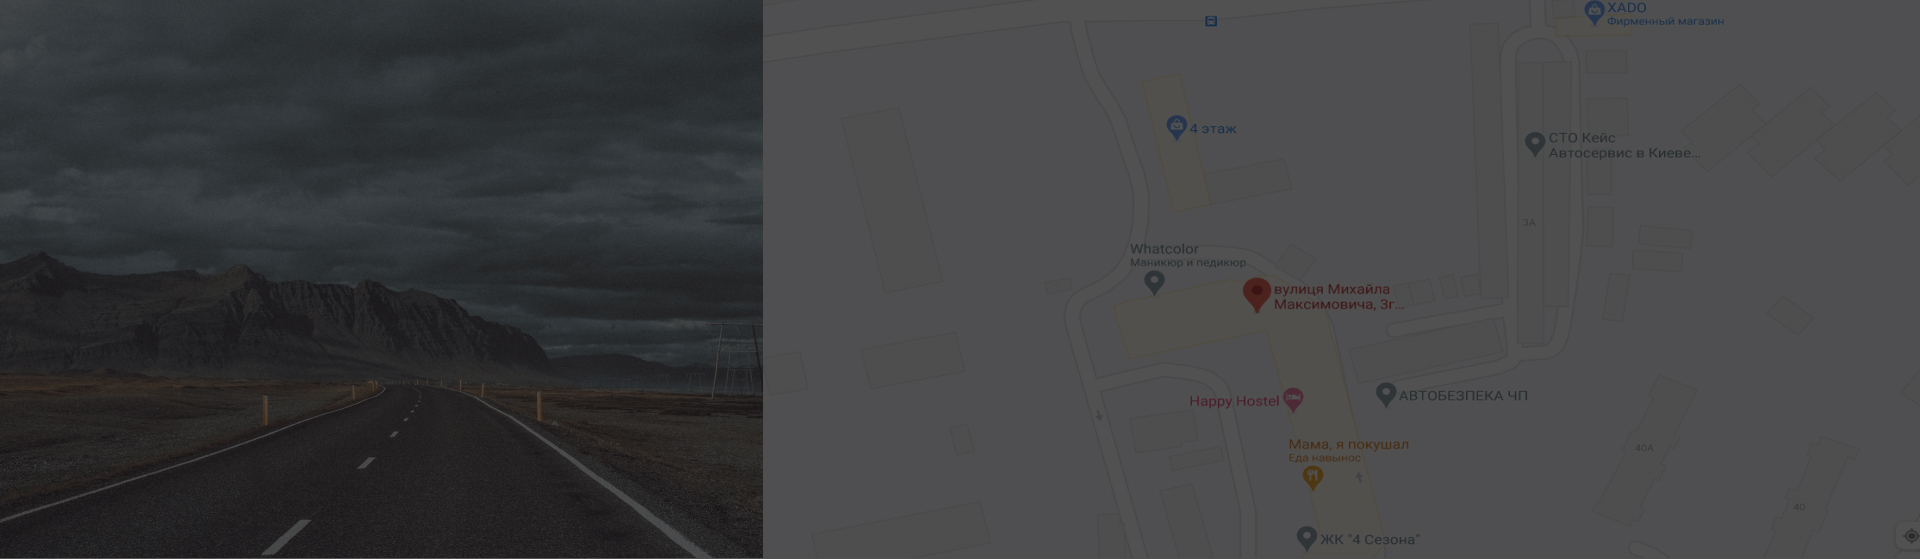 XADO
Фирменный магазин
4 этаж
СТО Кейс
Автосервис в Киеве...
3А
Whatcolor
Маникюр и педикюр
вулиця Михайла
Максимовича, 3г...
Happy Hostel
АВТОБЕЗПЕКА ЧП
Мама, я покушал
Еда навынос
40А
40
ЖК "4 Сезона"